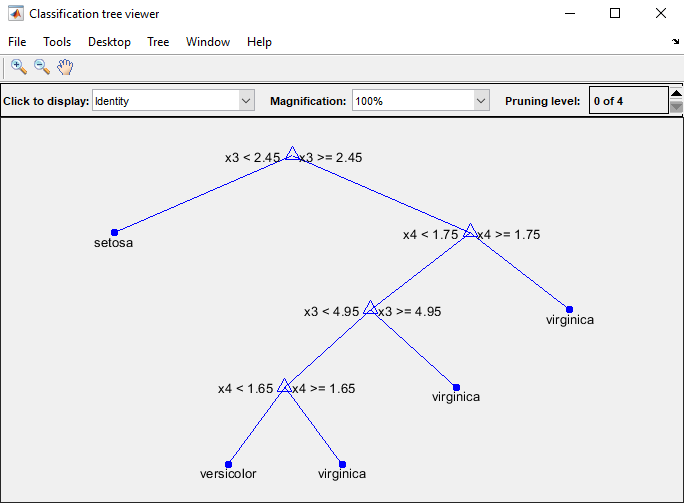 Classification tree viewer
File Tools Desktop Tree Window Help
Click to display: Identity Magnification: 100% Pruning level: 0 of 4
x3 < 2.45 x3 >= 2.45
setosa
x4 < 1.75 x4 >= 1.75
x3 < 4.95 x3 >= 4.95
virginica
x4 < 1.65 x4 >= 1.65
virginica
versicolor virginica